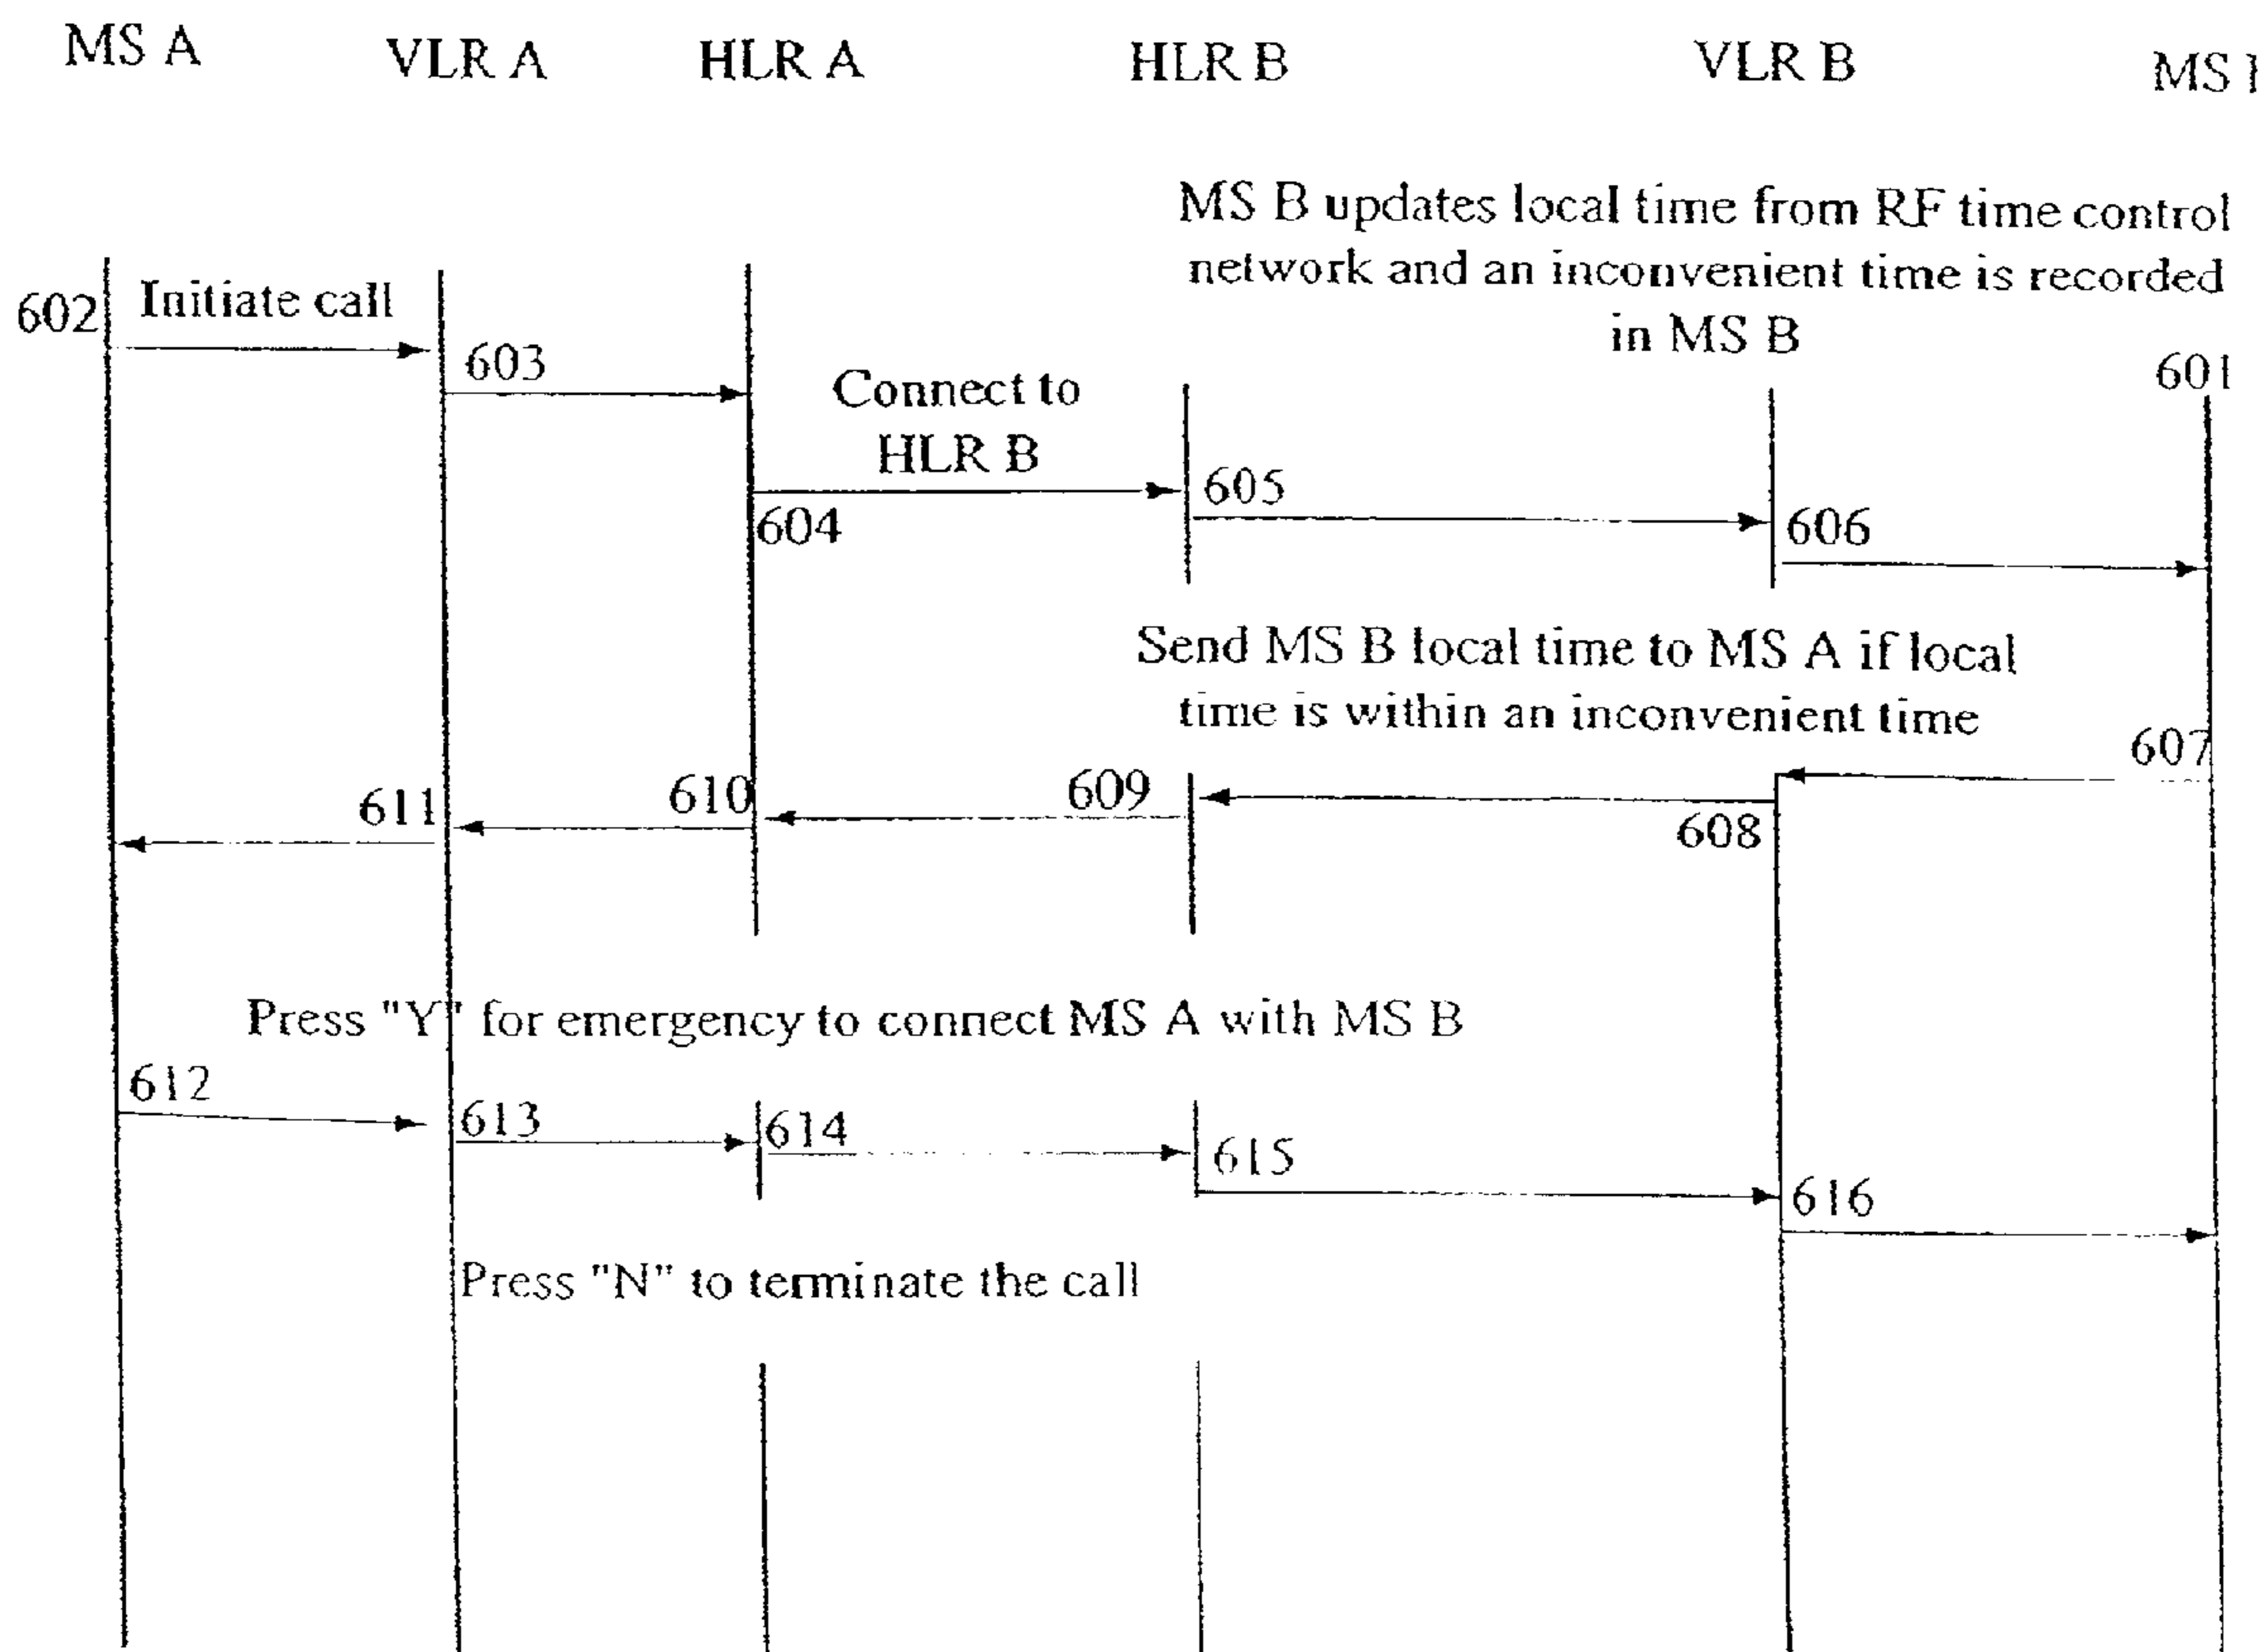 MS A VLR A HLR A HLR B VLR B MS
MS B updates local time from RF time control
network and an inconvenient time is recorded
in MS B
601
602 Initiate call
603
Connect to
HLR B
604
605
606
Send MS B local time to MS A if local
time is within an inconvenient time
607
608
609
610
611
Press "Y" for emergency to connect MS A with MS B
612
613
614
615
616
Press "N" to terminate the call